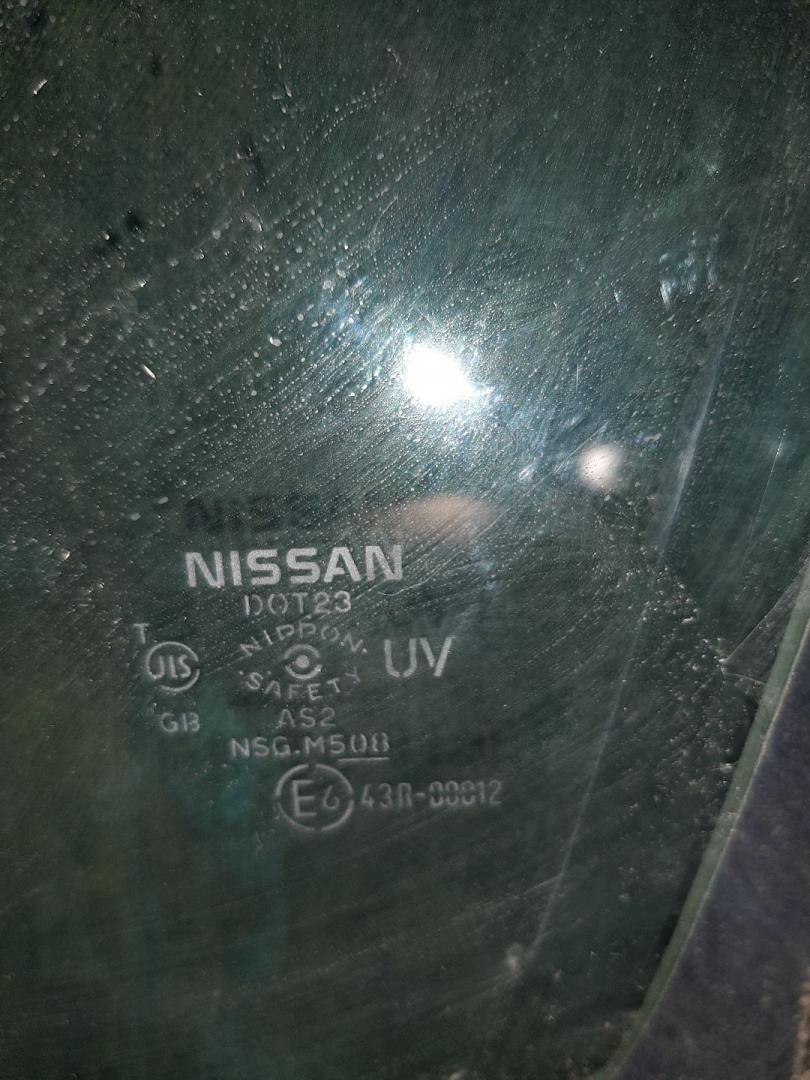 NISSAN
DOT23
T
JIS
NIPPON
SAFETY
UV
GB
AS2
NSG.M508
E6 43R-00012